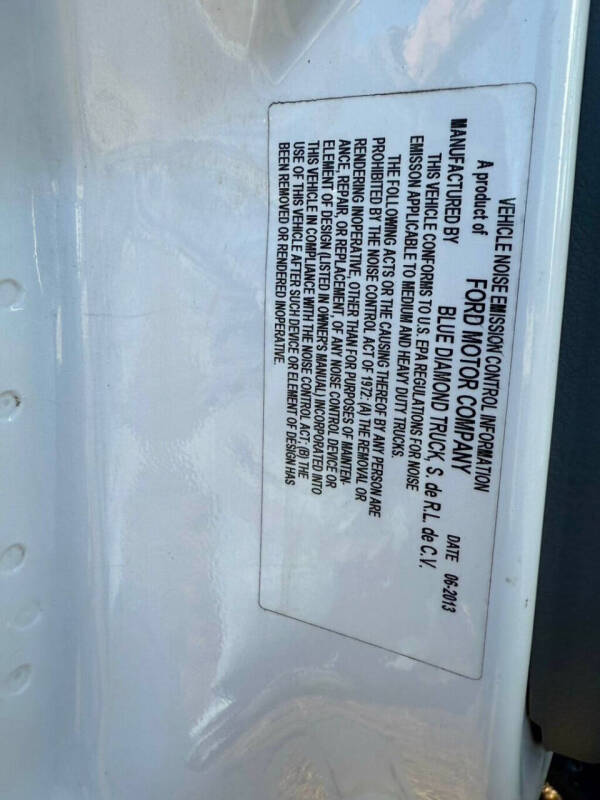 VEHICLE NOISE EMISSION CONTROL INFORMATION
A product of FORD MOTOR COMPANY DATE 06-2013
MANUFACTURED BY BLUE DIAMOND TRUCK, S. de R.L. de C.V.
THIS VEHICLE CONFORMS TO U.S. EPA REGULATIONS FOR NOISE
EMISSON APPLICABLE TO MEDIUM AND HEAVY DUTY TRUCKS.
THE FOLLOWING ACTS OR THE CAUSING THEREOF BY ANY PERSON ARE
PROHIBITED BY THE NOISE CONTROL ACT OF 1972: (A) THE REMOVAL OR
RENDERING INOPERATIVE, OTHER THAN FOR PURPOSES OF MAINTEN-
ANCE, REPAIR, OR REPLACEMENT, OF ANY NOISE CONTROL DEVICE OR
ELEMENT OF DESIGN (LISTED IN OWNER'S MANUAL) INCORPORATED INTO
THIS VEHICLE IN COMPLIANCE WITH THE NOISE CONTROL ACT; (B) THE
USE OF THIS VEHICLE AFTER SUCH DEVICE OR ELEMENT OF DESIGN HAS
BEEN REMOVED OR RENDERED INOPERATIVE.